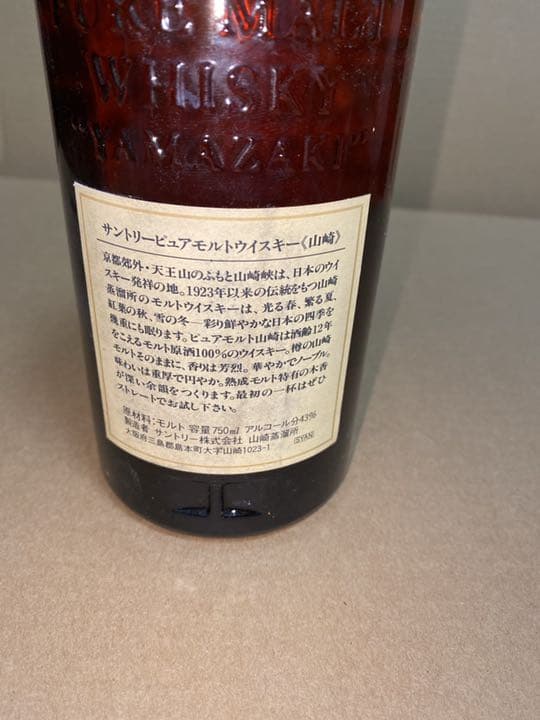 PURE MALT
WHISKY
"YAMAZAKI"
サントリーピュアモルトウイスキー《山崎》
京都郊外・天王山のふもと山崎峡は、日本のウイ
スキー発祥の地。1923年以来の伝統をもつ山崎
蒸溜所のモルトウイスキーは、光る春、繁る夏、
紅葉の秋、雪の冬─彩り鮮やかな日本の四季を
幾重にも眠ります。ピュアモルト山崎は酒齢12年
をこえるモルト原酒100%のウイスキー。樽の山崎
モルトそのままに、香りは芳烈。華やかでノーブル。
味わいは重厚で円やか。熟成モルト特有の木香
が深い余韻をつくります。最初の一杯はぜひ
ストレートでお試し下さい。
原材料:モルト 容量750ml アルコール分43%
製造者 サントリー株式会社 山崎蒸溜所
大阪府三島郡島本町大字山崎1023-1 (SYAN)